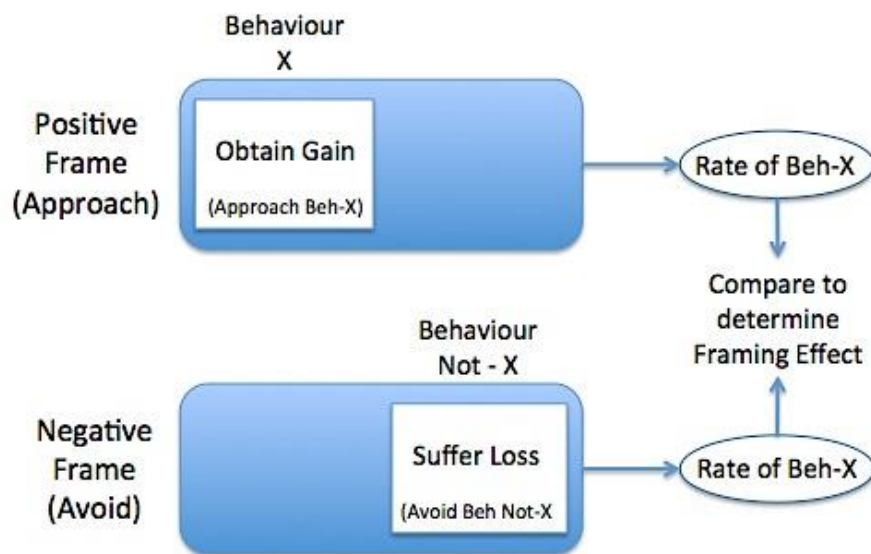 Behaviour
X
Positive
Frame
(Approach)
Obtain Gain
(Approach Beh-X)
Rate of Beh-X
Compare to
determine
Framing Effect
Behaviour
Not - X
Negative
Frame
(Avoid)
Suffer Loss
(Avoid Beh Not-X
Rate of Beh-X